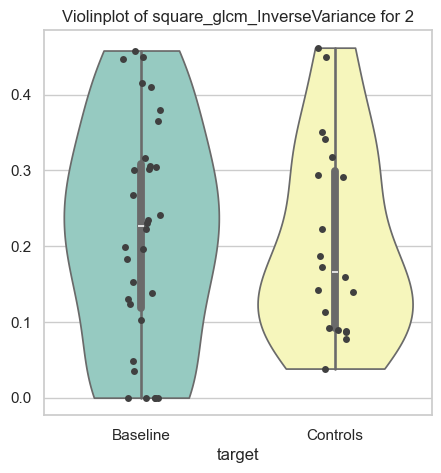 Violinplot of square_glcm_InverseVariance for 2
0.4
0.3
0.2
0.1
0.0
Baseline Controls
target